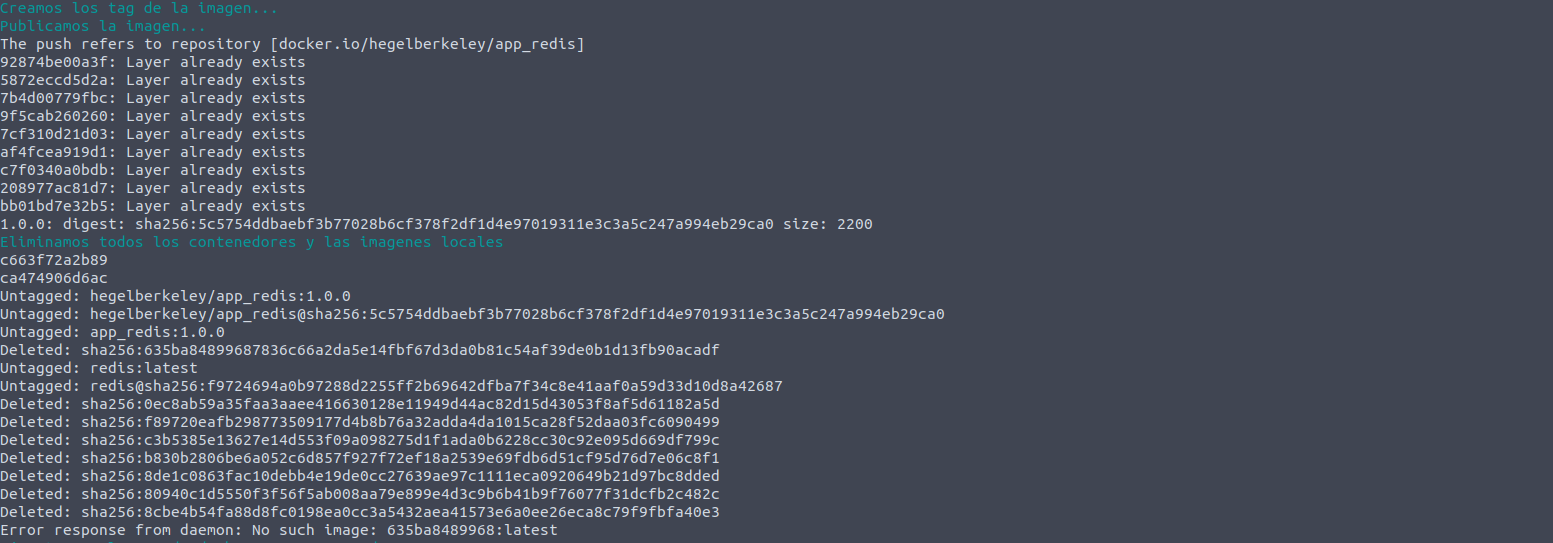 Creamos los tag de la imagen...
Publicamos la imagen...
The push refers to repository [docker.io/hegelberkeley/app_redis]
92874be00a3f: Layer already exists
5872eccd5d2a: Layer already exists
7b4d00779fbc: Layer already exists
9f5cab260260: Layer already exists
7cf310d21d03: Layer already exists
af4fcea919d1: Layer already exists
c7f0340a0bdb: Layer already exists
208977ac81d7: Layer already exists
bb01bd7e32b5: Layer already exists
1.0.0: digest: sha256:5c5754ddbaebf3b77028b6cf378f2df1d4e97019311e3c3a5c247a994eb29ca0 size: 2200
Eliminamos todos los contenedores y las imagenes locales
c663f72a2b89
ca474906d6ac
Untagged: hegelberkeley/app_redis:1.0.0
Untagged: hegelberkeley/app_redis@sha256:5c5754ddbaebf3b77028b6cf378f2df1d4e97019311e3c3a5c247a994eb29ca0
Untagged: app_redis:1.0.0
Deleted: sha256:635ba84899687836c66a2da5e14fbf67d3da0b81c54af39de0b1d13fb90acadf
Untagged: redis:latest
Untagged: redis@sha256:f9724694a0b97288d2255ff2b69642dfba7f34c8e41aaf0a59d33d10d8a42687
Deleted: sha256:0ec8ab59a35faa3aaee416630128e11949d44ac82d15d43053f8af5d61182a5d
Deleted: sha256:f89720eafb298773509177d4b8b76a32adda4da1015ca28f52daa03fc6090499
Deleted: sha256:c3b5385e13627e14d553f09a098275d1f1ada0b6228cc30c92e095d669df799c
Deleted: sha256:b830b2806be6a052c6d857f927f72ef18a2539e69fdb6d51cf95d76d7e06c8f1
Deleted: sha256:8de1c0863fac10debb4e19de0cc27639ae97c1111eca0920649b21d97bc8dded
Deleted: sha256:80940c1d5550f3f56f5ab008aa79e899e4d3c9b6b41b9f76077f31dcfb2c482c
Deleted: sha256:8cbe4b54fa88d8fc0198ea0cc3a5432aea41573e6a0ee26eca8c79f9fbfa40e3
Error response from daemon: No such image: 635ba8489968:latest